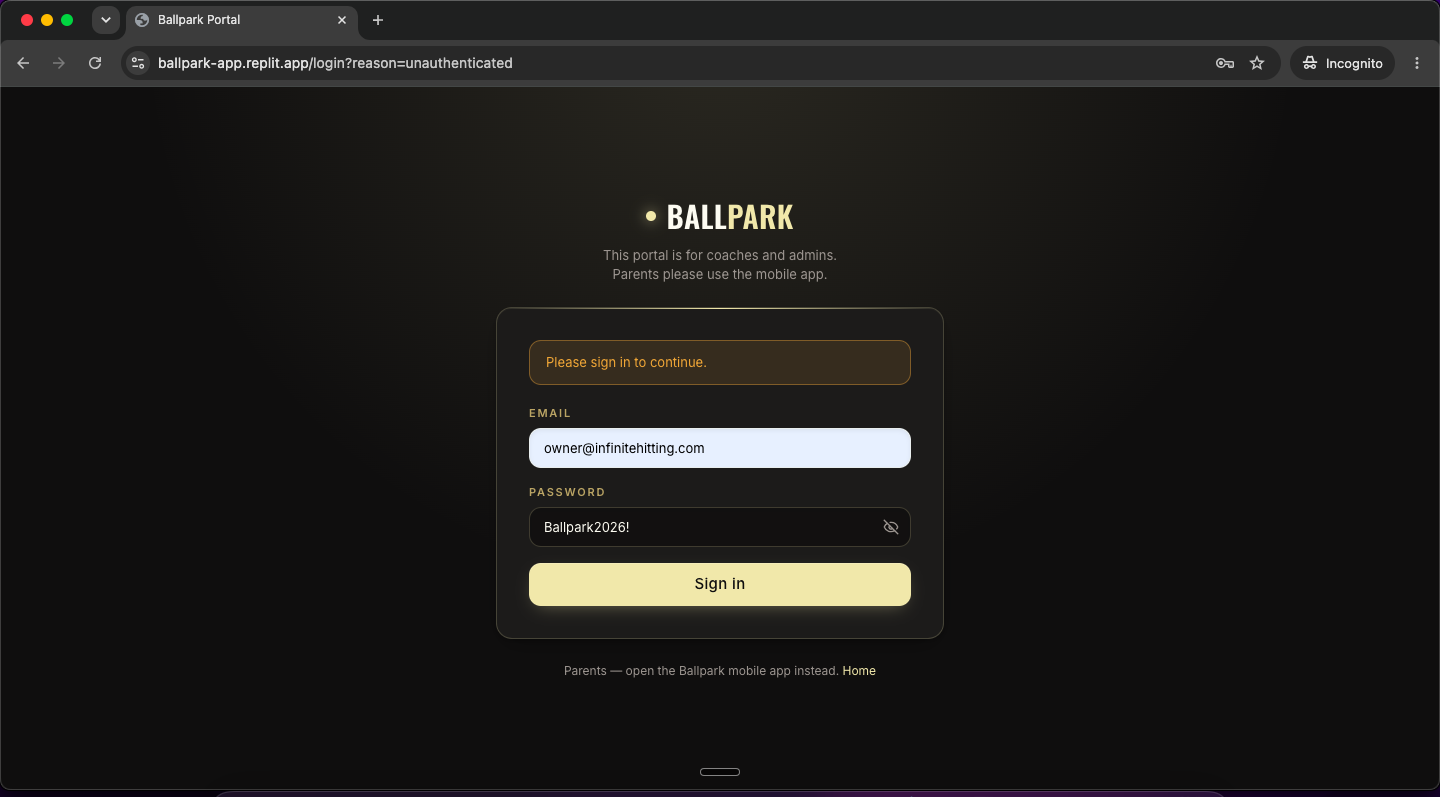 Ballpark Portal
ballpark-app.replit.app/login?reason=unauthenticated
Incognito
BALLPARK
This portal is for coaches and admins.
Parents please use the mobile app.
Please sign in to continue.
EMAIL
owner@infinitehitting.com
PASSWORD
Ballpark2026!
Sign in
Parents — open the Ballpark mobile app instead. Home